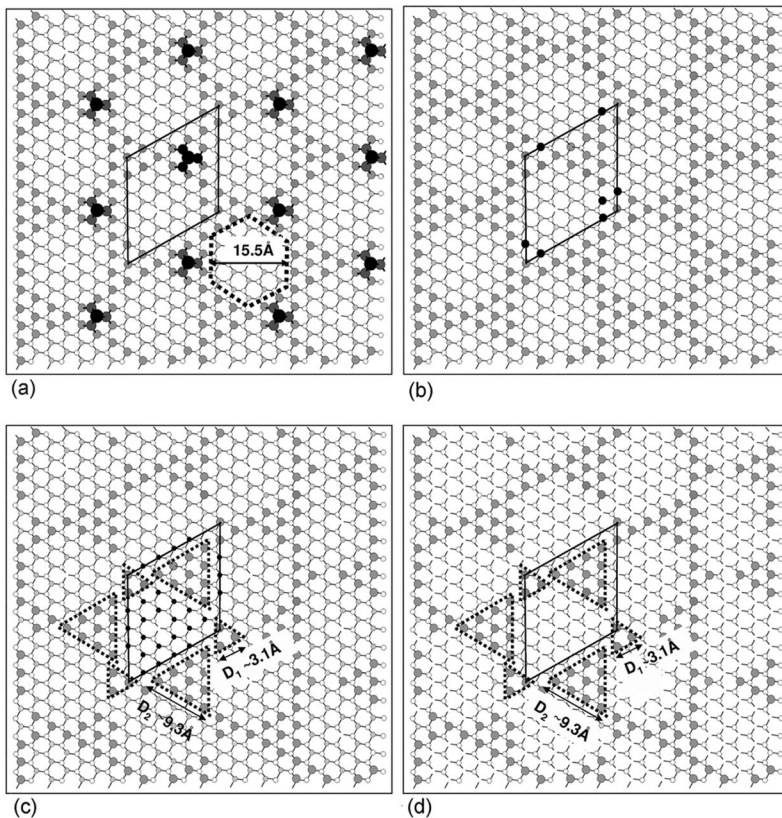 15.5Å
(a)
(b)
D₁ ~3.1Å
D₂ ~9.3Å
(c)
D₁ ~3.1Å
D₂ ~9.3Å
(d)